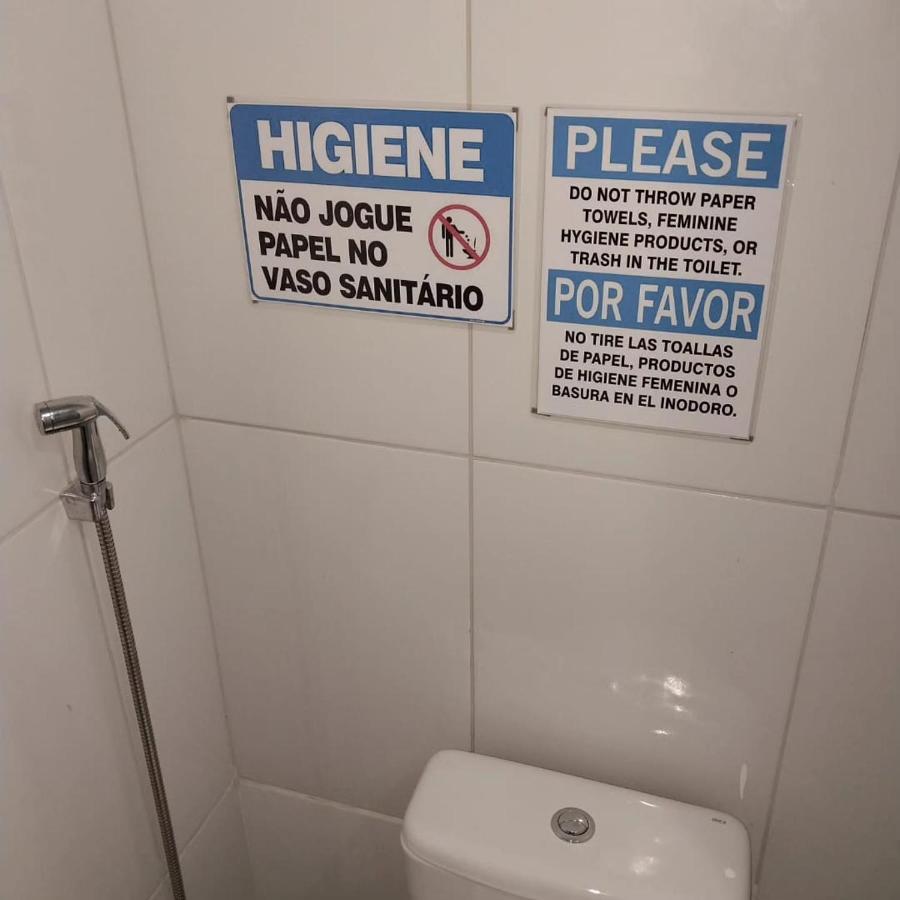 HIGIENE
NÃO JOGUE
PAPEL NO
VASO SANITÁRIO
PLEASE
DO NOT THROW PAPER
TOWELS, FEMININE
HYGIENE PRODUCTS, OR
TRASH IN THE TOILET.
POR FAVOR
NO TIRE LAS TOALLAS
DE PAPEL, PRODUCTOS
DE HIGIENE FEMENINA O
BASURA EN EL INODORO.